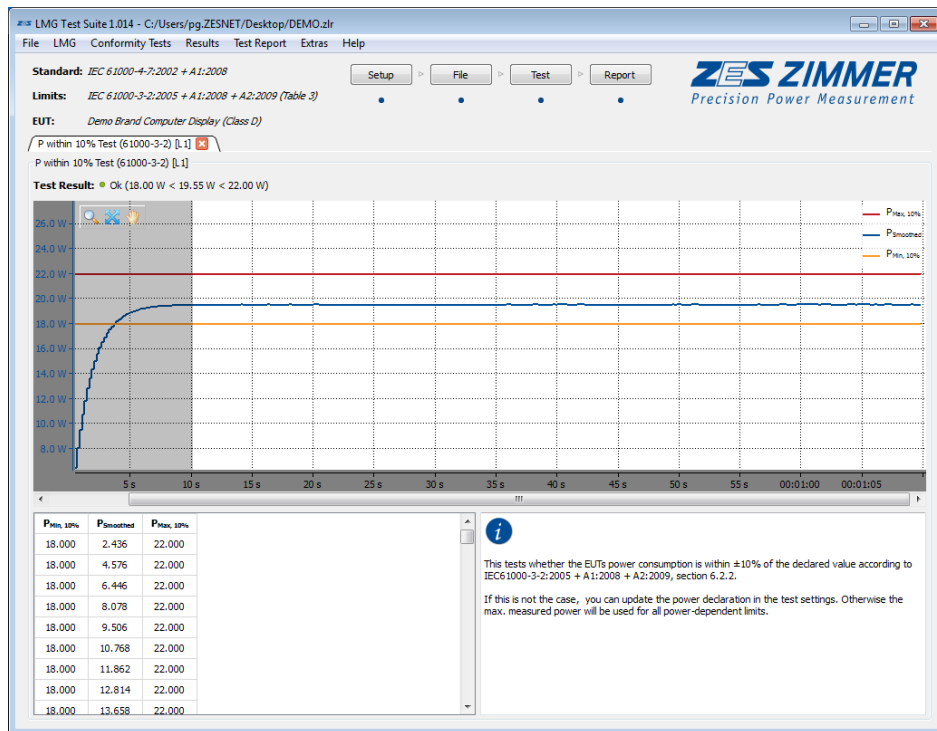 LMG Test Suite 1.014 - C:/Users/pg.ZESNET/Desktop/DEMO.zlr
File LMG Conformity Tests Results Test Report Extras Help
Standard: IEC 61000-4-7:2002 + A1:2008
Setup File Test Report
ZES ZIMMER
Precision Power Measurement
Limits: IEC 61000-3-2:2005 + A1:2008 + A2:2009 (Table 3)
EUT: Demo Brand Computer Display (Class D)
P within 10% Test (61000-3-2) [L1]
P within 10% Test (61000-3-2) [L1]
Test Result: Ok (18.00 W < 19.55 W < 22.00 W)
PMax, 10%
PSmoothed
PMin, 10%
26.0 W
24.0 W
22.0 W
20.0 W
18.0 W
16.0 W
14.0 W
12.0 W
10.0 W
8.0 W
5 s 10 s 15 s 20 s 25 s 30 s 35 s 40 s 45 s 50 s 55 s 00:01:00 00:01:05
PMin, 10% PSmoothed PMax, 10%
18.000 2.436 22.000
18.000 4.576 22.000
18.000 6.446 22.000
18.000 8.078 22.000
18.000 9.506 22.000
18.000 10.768 22.000
18.000 11.862 22.000
18.000 12.814 22.000
18.000 13.658 22.000
i
This tests whether the EUTs power consumption is within ±10% of the declared value according to
IEC61000-3-2:2005 + A1:2008 + A2:2009, section 6.2.2.
If this is not the case, you can update the power declaration in the test settings. Otherwise the
max. measured power will be used for all power-dependent limits.